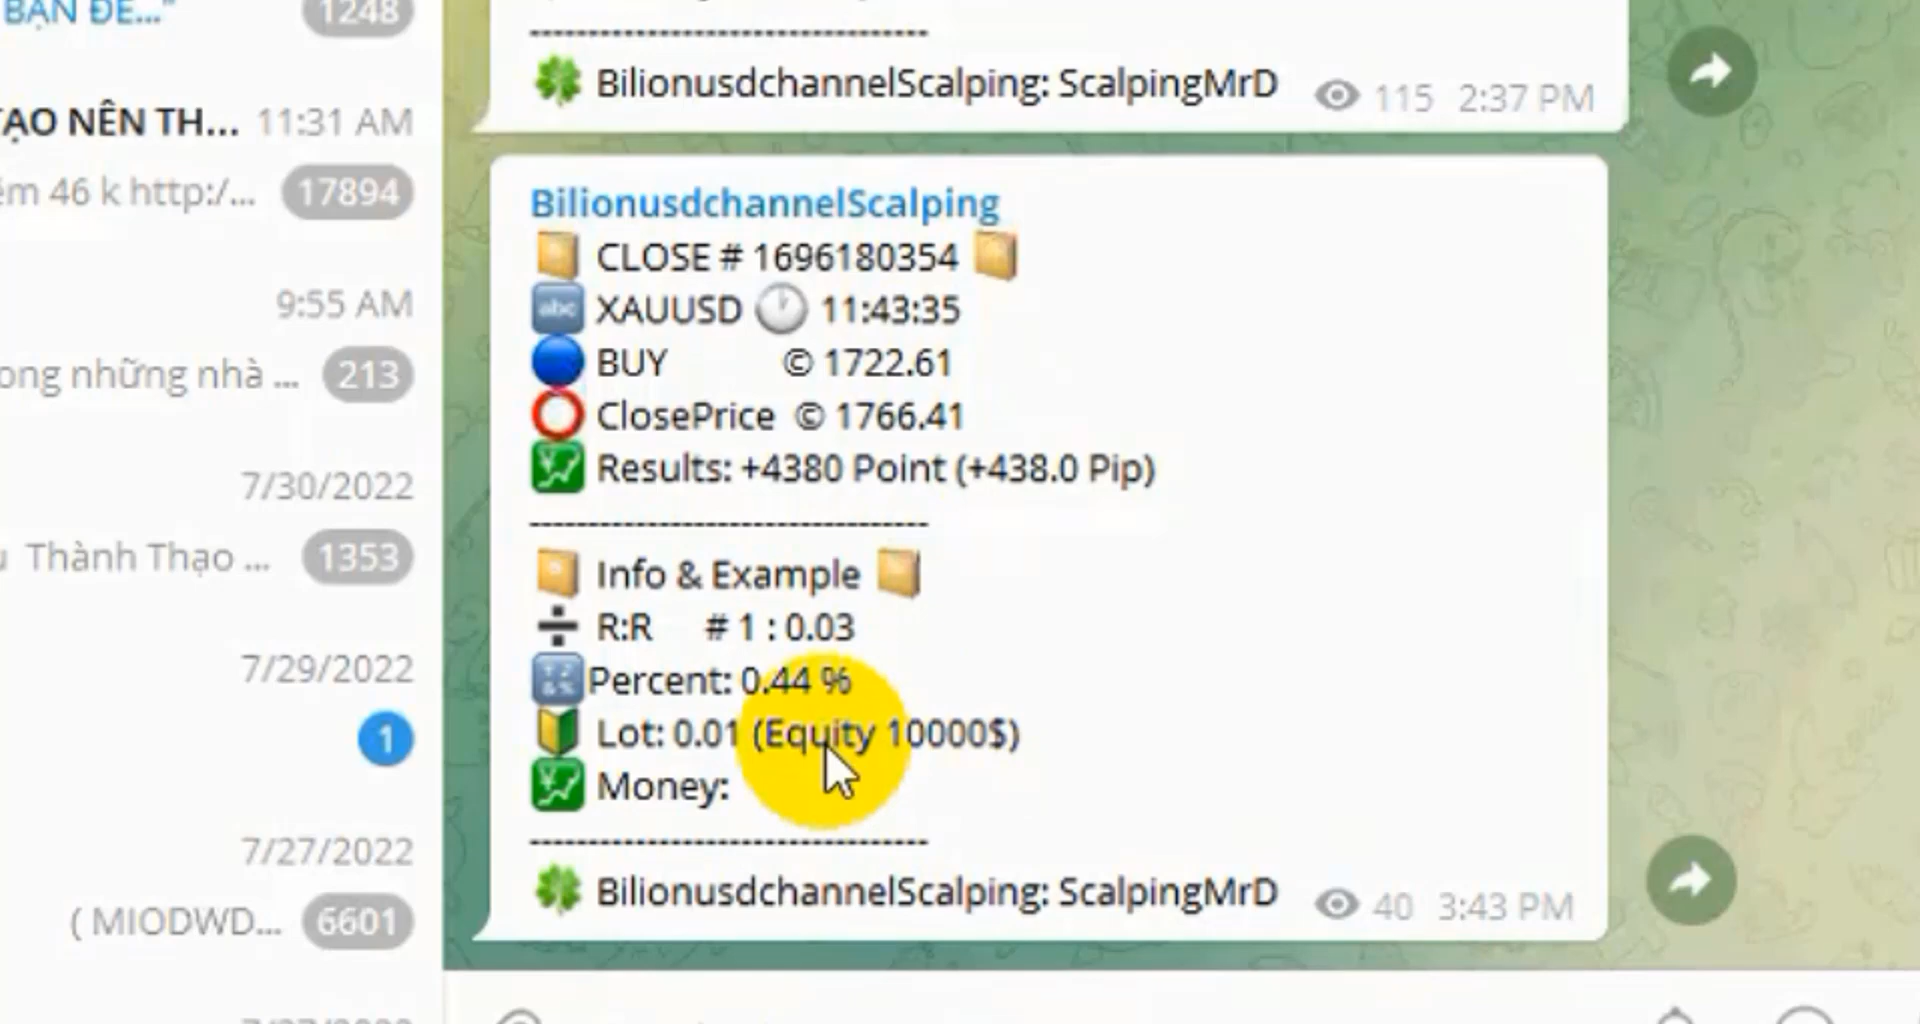 BẠN ĐỂ..." 1248
TẠO NÊN TH... 11:31 AM
46 k http:/... 17894
9:55 AM
ong những nhà ... 213
7/30/2022
Thành Thạo ... 1353
7/29/2022
1
7/27/2022
( MIODWD... 6601
---------------------------------
BilionusdchannelScalping: ScalpingMrD 115 2:37 PM
BilionusdchannelScalping
CLOSE # 1696180354
abc XAUUSD 11:43:35
BUY © 1722.61
ClosePrice © 1766.41
Results: +4380 Point (+438.0 Pip)
---------------------------------
Info & Example
R:R # 1 : 0.03
Percent: 0.44 %
Lot: 0.01 (Equity 10000$)
Money:
---------------------------------
BilionusdchannelScalping: ScalpingMrD 40 3:43 PM